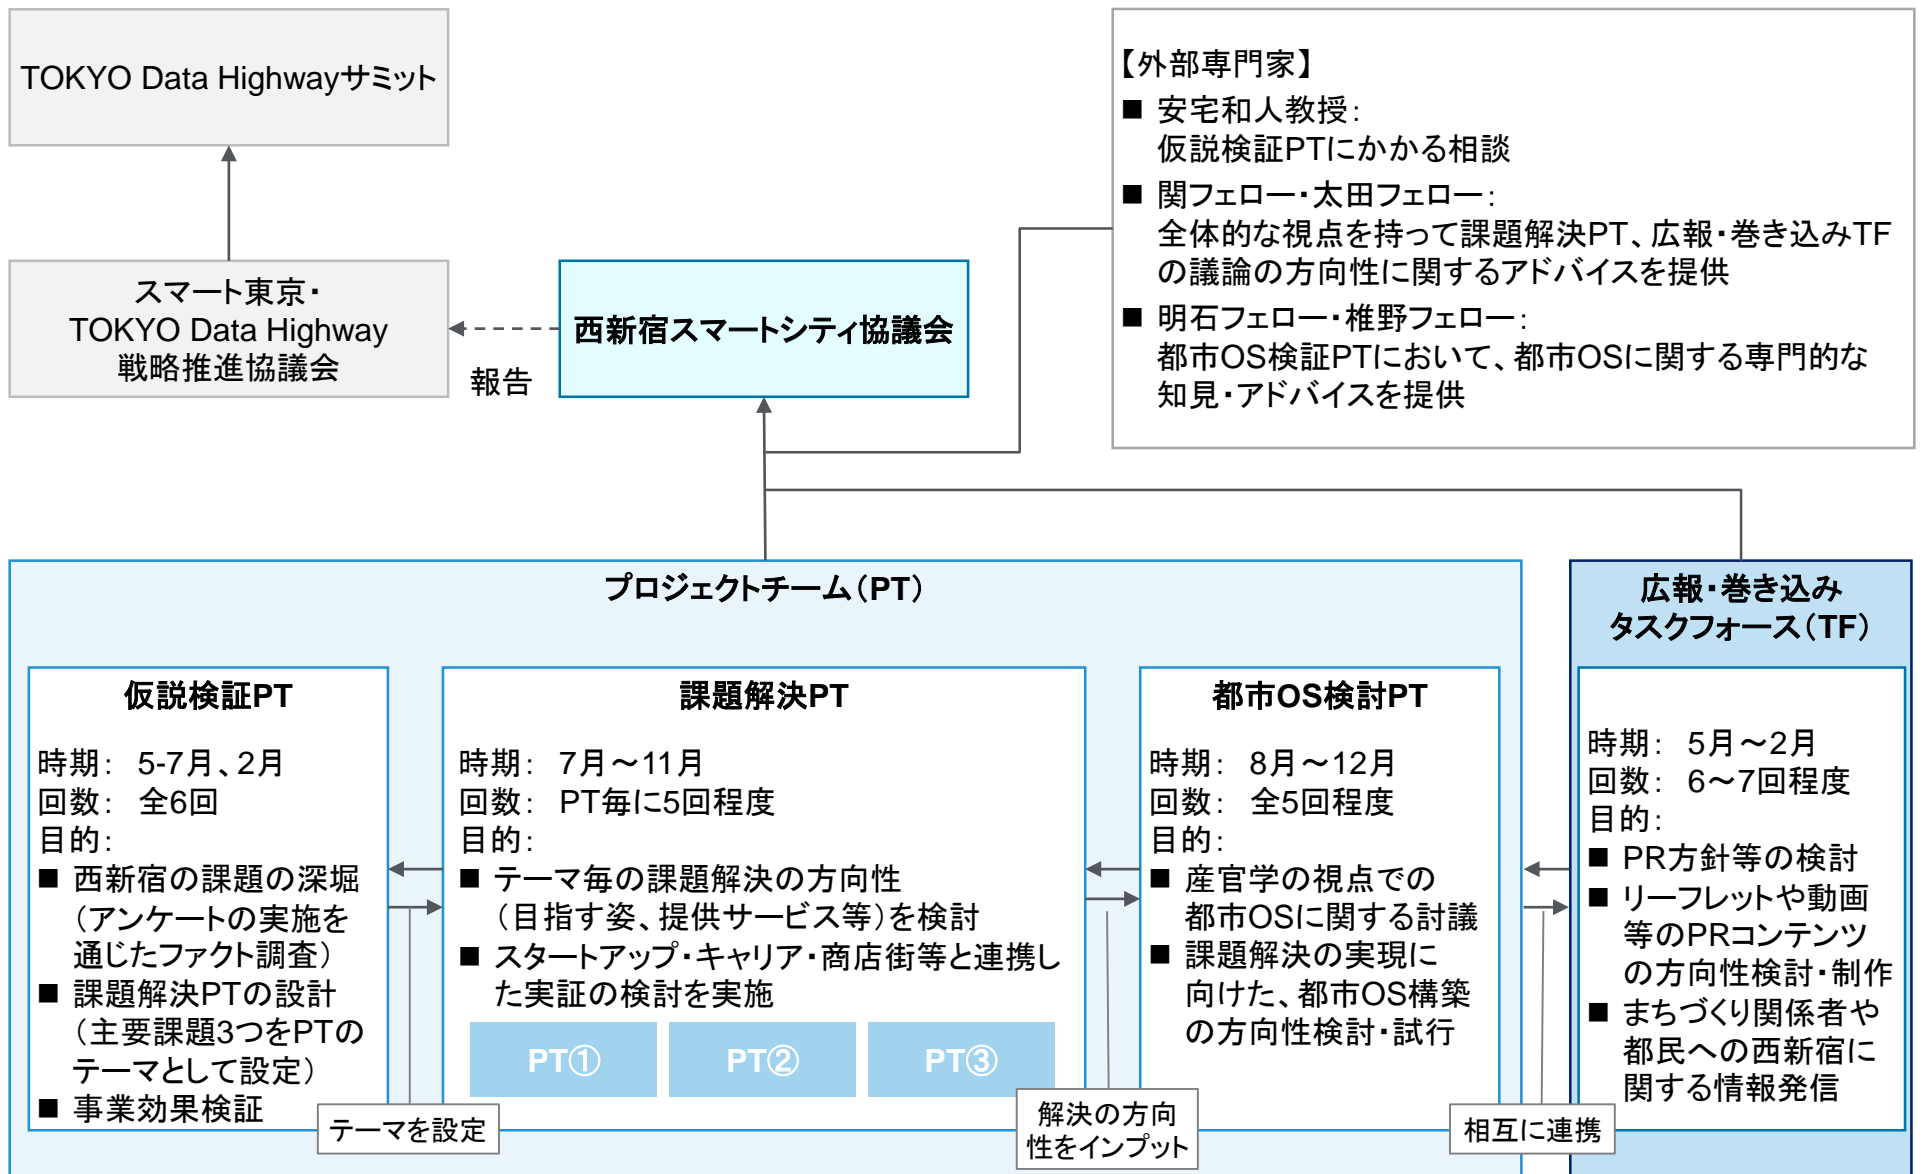 TOKYO Data Highwayサミット
スマート東京・
TOKYO Data Highway
戦略推進協議会
報告
西新宿スマートシティ協議会
【外部専門家】
■ 安宅和人教授:
仮説検証PTにかかる相談
■ 関フェロー・太田フェロー:
全体的な視点を持って課題解決PT、広報・巻き込みTF
の議論の方向性に関するアドバイスを提供
■ 明石フェロー・椎野フェロー:
都市OS検証PTにおいて、都市OSに関する専門的な
知見・アドバイスを提供
プロジェクトチーム(PT)
仮説検証PT
時期: 5-7月、2月
回数: 全6回
目的:
■ 西新宿の課題の深堀
(アンケートの実施を
通じたファクト調査)
■ 課題解決PTの設計
(主要課題3つをPTの
テーマとして設定)
■ 事業効果検証
テーマを設定
課題解決PT
時期: 7月~11月
回数: PT毎に5回程度
目的:
■ テーマ毎の課題解決の方向性
(目指す姿、提供サービス等)を検討
■ スタートアップ・キャリア・商店街等と連携し
た実証の検討を実施
PT①
PT②
PT③
解決の方向
性をインプット
都市OS検討PT
時期: 8月~12月
回数: 全5回程度
目的:
■ 産官学の視点での
都市OSに関する討議
■ 課題解決の実現に
向けた、都市OS構築
の方向性検討・試行
相互に連携
広報・巻き込み
タスクフォース(TF)
時期: 5月~2月
回数: 6~7回程度
目的:
■ PR方針等の検討
■ リーフレットや動画
等のPRコンテンツ
の方向性検討・制作
■ まちづくり関係者や
都民への西新宿に
関する情報発信